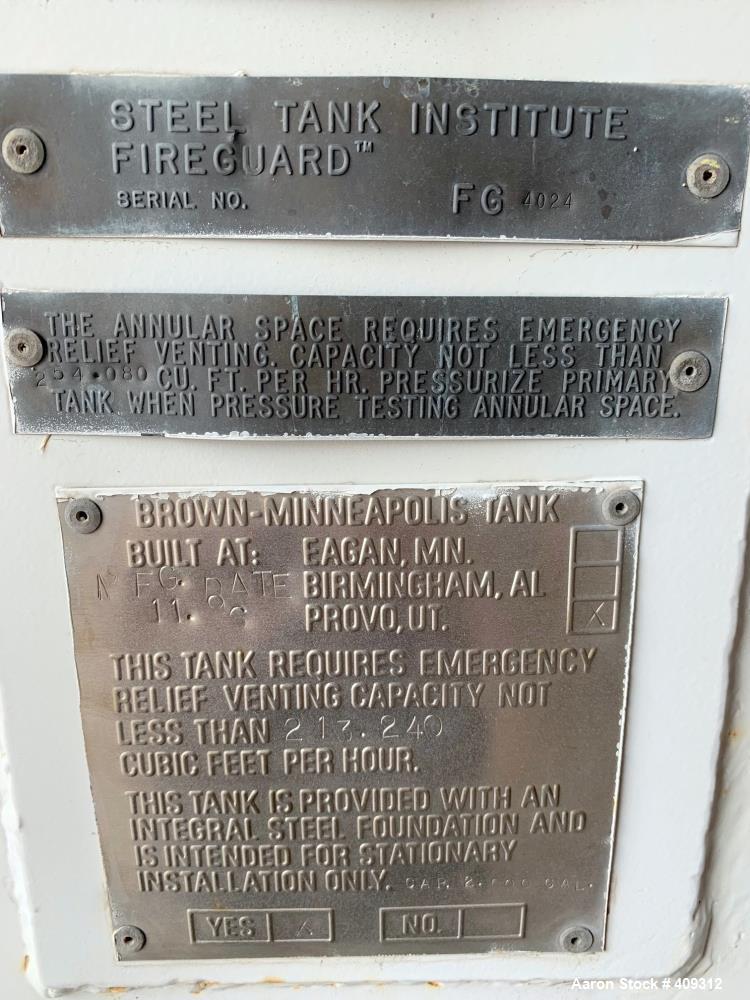 STEEL TANK INSTITUTE
FIREGUARD™
SERIAL NO. FG 4024
THE ANNULAR SPACE REQUIRES EMERGENCY
RELIEF VENTING. CAPACITY NOT LESS THAN
254.080 CU. FT. PER HR. PRESSURIZE PRIMARY
TANK WHEN PRESSURE TESTING ANNULAR SPACE.
BROWN-MINNEAPOLIS TANK
BUILT AT: EAGAN, MN.
MFG. DATE BIRMINGHAM, AL
11. PROVO, UT. X
THIS TANK REQUIRES EMERGENCY
RELIEF VENTING CAPACITY NOT
LESS THAN 213.240
CUBIC FEET PER HOUR.
THIS TANK IS PROVIDED WITH AN
INTEGRAL STEEL FOUNDATION AND
IS INTENDED FOR STATIONARY
INSTALLATION ONLY. CAP. GAL.
YES X NO.
Aaron Stock # 409312